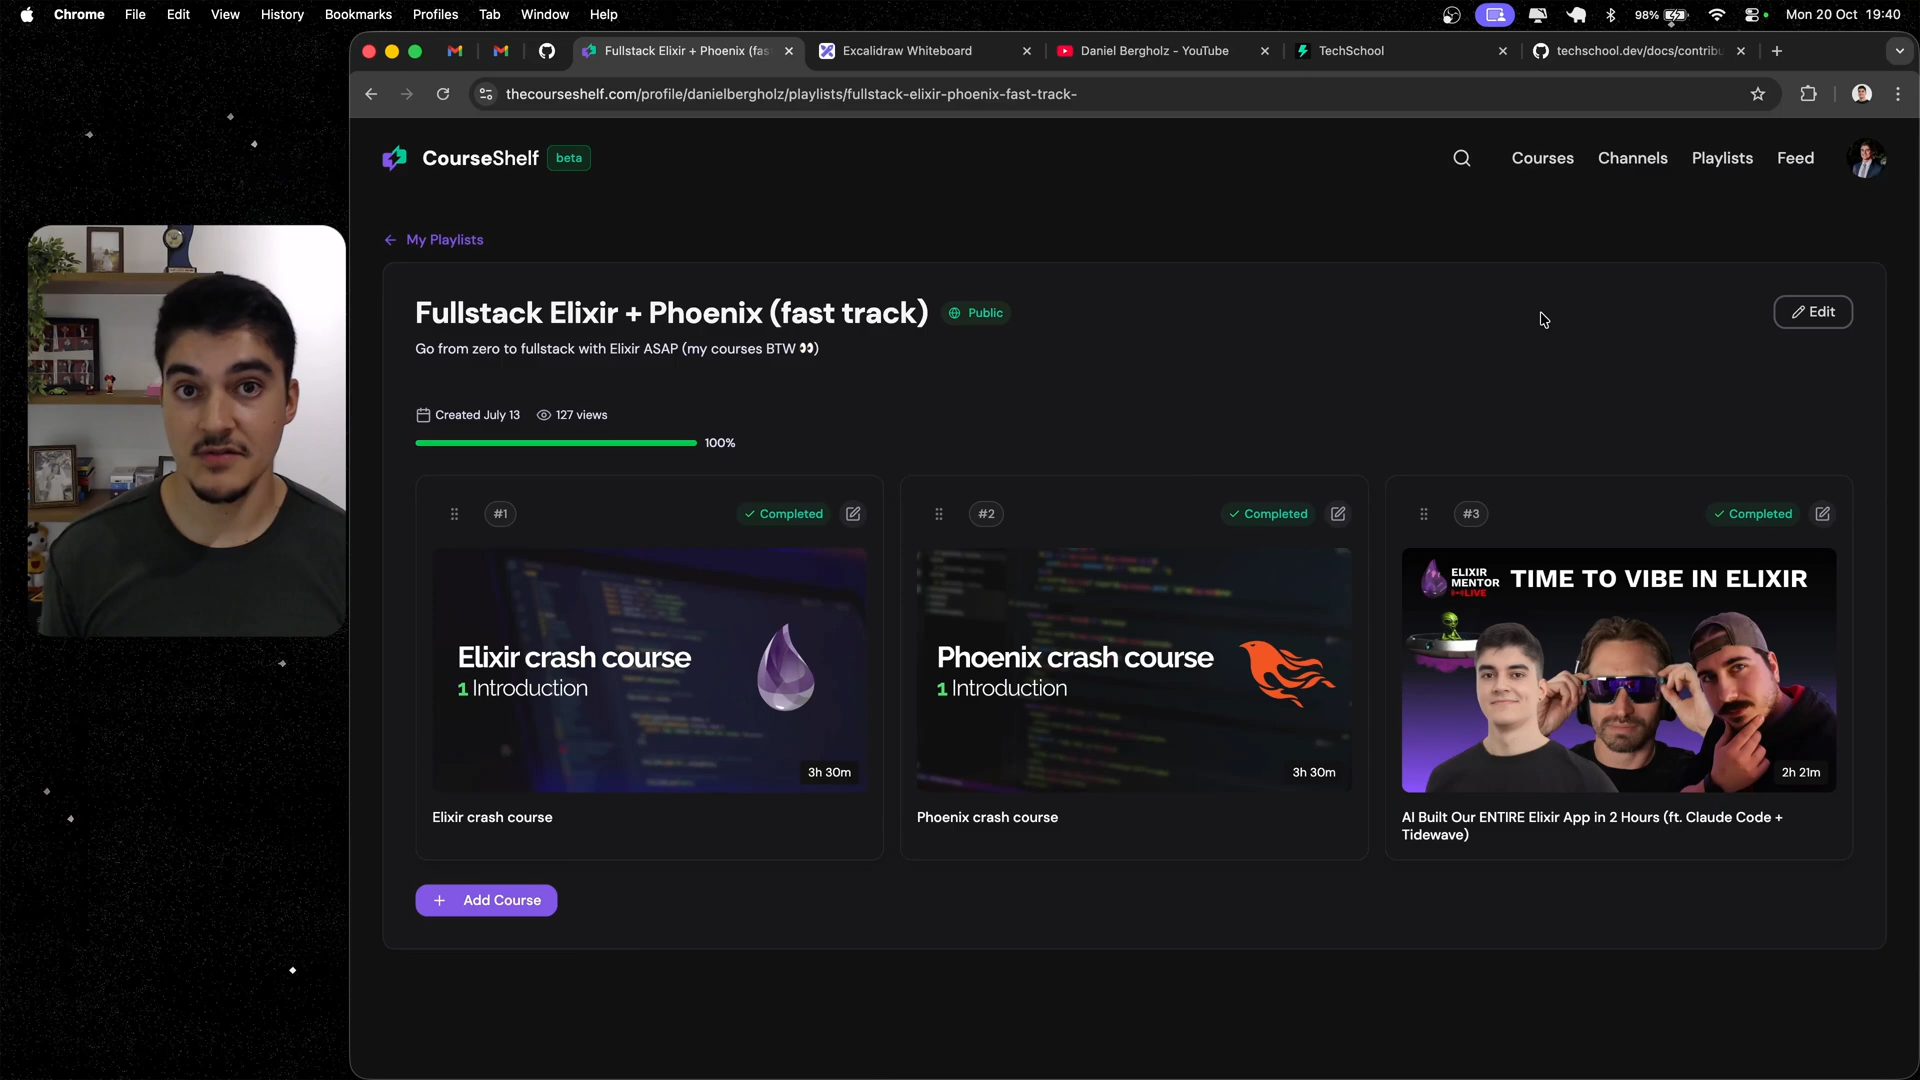 Chrome File Edit View History Bookmarks Profiles Tab Window Help 98% Mon 20 Oct 19:40
Fullstack Elixir + Phoenix (fas Excalidraw Whiteboard Daniel Bergholz - YouTube TechSchool techschool.dev/docs/contribu
thecourseshelf.com/profile/danielbergholz/playlists/fullstack-elixir-phoenix-fast-track-
CourseShelf beta Courses Channels Playlists Feed
My Playlists
Fullstack Elixir + Phoenix (fast track) Public Edit
Go from zero to fullstack with Elixir ASAP (my courses BTW 👀)
Created July 13 127 views
100%
#1 Completed #2 Completed #3 Completed
ELIXIR MENTOR LIVE TIME TO VIBE IN ELIXIR
Elixir crash course
1 Introduction
3h 30m
Phoenix crash course
1 Introduction
3h 30m
2h 21m
Elixir crash course
Phoenix crash course
AI Built Our ENTIRE Elixir App in 2 Hours (ft. Claude Code +
Tidewave)
+ Add Course